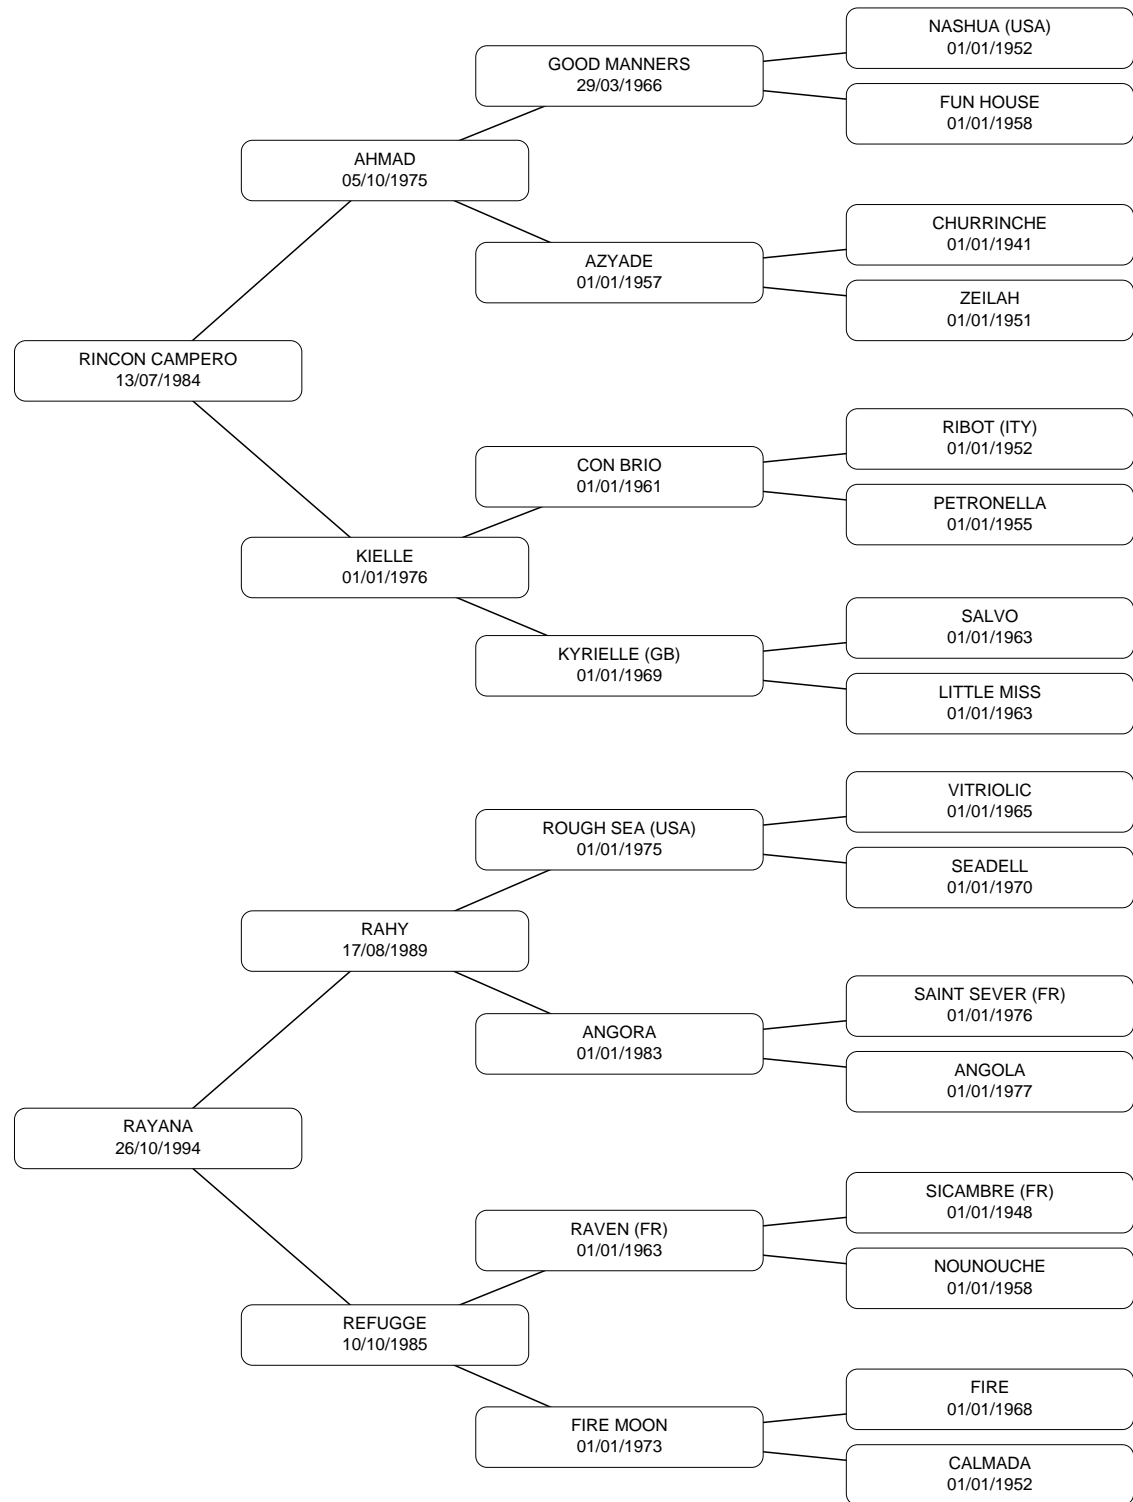 NASHUA (USA)
01/01/1952
GOOD MANNERS
29/03/1966
FUN HOUSE
01/01/1958
AHMAD
05/10/1975
CHURRINCHE
01/01/1941
AZYADE
01/01/1957
ZEILAH
01/01/1951
RINCON CAMPERO
13/07/1984
RIBOT (ITY)
01/01/1952
CON BRIO
01/01/1961
PETRONELLA
01/01/1955
KIELLE
01/01/1976
SALVO
01/01/1963
KYRIELLE (GB)
01/01/1969
LITTLE MISS
01/01/1963
VITRIOLIC
01/01/1965
ROUGH SEA (USA)
01/01/1975
SEADELL
01/01/1970
RAHY
17/08/1989
SAINT SEVER (FR)
01/01/1976
ANGORA
01/01/1983
ANGOLA
01/01/1977
RAYANA
26/10/1994
SICAMBRE (FR)
01/01/1948
RAVEN (FR)
01/01/1963
NOUNOUCHE
01/01/1958
REFUGGE
10/10/1985
FIRE
01/01/1968
FIRE MOON
01/01/1973
CALMADA
01/01/1952